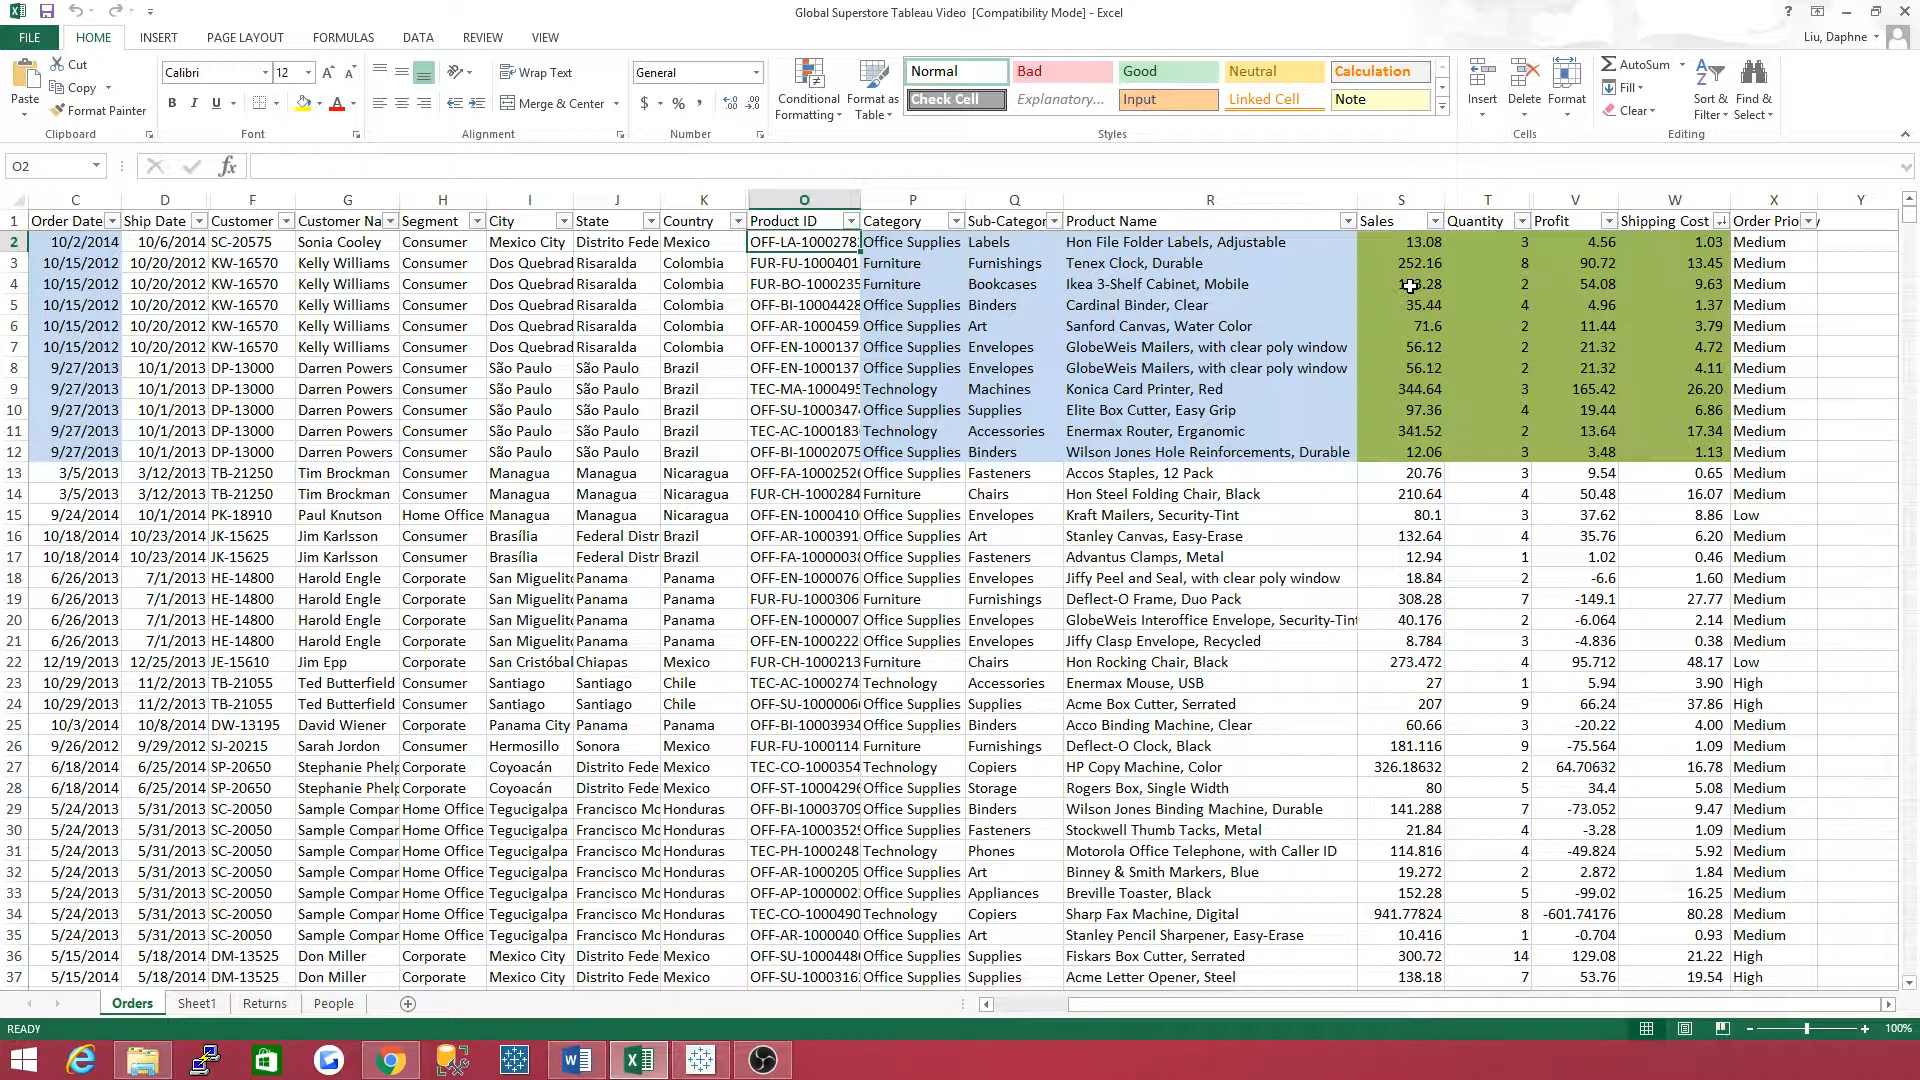 Global Superstore Tableau Video [Compatibility Mode] - Excel
FILE HOME INSERT PAGE LAYOUT FORMULAS DATA REVIEW VIEW Liu, Daphne
Paste Cut Copy Format Painter Clipboard
Calibri 12 B I U A Font
Wrap Text Merge & Center Alignment
General $ % , Number
Conditional Formatting Format as Table
Normal Bad Good Neutral Calculation
Check Cell Explanatory... Input Linked Cell Note
Styles
Insert Delete Format Cells
AutoSum Fill Clear Sort & Filter Find & Select Editing
O2 fx
C D F G H I J K O P Q R S T V W X Y
1 Order Date Ship Date Customer Customer Na Segment City State Country Product ID Category Sub-Categor Product Name Sales Quantity Profit Shipping Cost Order Prio
2 10/2/2014 10/6/2014 SC-20575 Sonia Cooley Consumer Mexico City Distrito Fede Mexico OFF-LA-1000278 Office Supplies Labels Hon File Folder Labels, Adjustable 13.08 3 4.56 1.03 Medium
3 10/15/2012 10/20/2012 KW-16570 Kelly Williams Consumer Dos Quebrad Risaralda Colombia FUR-FU-1000401 Furniture Furnishings Tenex Clock, Durable 252.16 8 90.72 13.45 Medium
4 10/15/2012 10/20/2012 KW-16570 Kelly Williams Consumer Dos Quebrad Risaralda Colombia FUR-BO-1000235 Furniture Bookcases Ikea 3-Shelf Cabinet, Mobile 2 54.08 9.63 Medium
5 10/15/2012 10/20/2012 KW-16570 Kelly Williams Consumer Dos Quebrad Risaralda Colombia OFF-BI-1000442 Office Supplies Binders Cardinal Binder, Clear 35.44 4 4.96 1.37 Medium
6 10/15/2012 10/20/2012 KW-16570 Kelly Williams Consumer Dos Quebrad Risaralda Colombia OFF-AR-1000459 Office Supplies Art Sanford Canvas, Water Color 71.6 2 11.44 3.79 Medium
7 10/15/2012 10/20/2012 KW-16570 Kelly Williams Consumer Dos Quebrad Risaralda Colombia OFF-EN-1000137 Office Supplies Envelopes GlobeWeis Mailers, with clear poly window 56.12 2 21.32 4.72 Medium
8 9/27/2013 10/1/2013 DP-13000 Darren Powers Consumer São Paulo São Paulo Brazil OFF-EN-1000137 Office Supplies Envelopes GlobeWeis Mailers, with clear poly window 56.12 2 21.32 4.11 Medium
9 9/27/2013 10/1/2013 DP-13000 Darren Powers Consumer São Paulo São Paulo Brazil TEC-MA-1000495 Technology Machines Konica Card Printer, Red 344.64 3 165.42 26.20 Medium
10 9/27/2013 10/1/2013 DP-13000 Darren Powers Consumer São Paulo São Paulo Brazil OFF-SU-1000347 Office Supplies Supplies Elite Box Cutter, Easy Grip 97.36 4 19.44 6.86 Medium
11 9/27/2013 10/1/2013 DP-13000 Darren Powers Consumer São Paulo São Paulo Brazil TEC-AC-1000183 Technology Accessories Enermax Router, Erganomic 341.52 2 13.64 17.34 Medium
12 9/27/2013 10/1/2013 DP-13000 Darren Powers Consumer São Paulo São Paulo Brazil OFF-BI-1000207 Office Supplies Binders Wilson Jones Hole Reinforcements, Durable 12.06 3 3.48 1.13 Medium
13 3/5/2013 3/12/2013 TB-21250 Tim Brockman Consumer Managua Managua Nicaragua OFF-FA-1000252 Office Supplies Fasteners Accos Staples, 12 Pack 20.76 3 9.54 0.65 Medium
14 3/5/2013 3/12/2013 TB-21250 Tim Brockman Consumer Managua Managua Nicaragua FUR-CH-1000284 Furniture Chairs Hon Steel Folding Chair, Black 210.64 4 50.48 16.07 Medium
15 9/24/2014 10/1/2014 PK-18910 Paul Knutson Home Office Managua Managua Nicaragua OFF-EN-1000410 Office Supplies Envelopes Kraft Mailers, Security-Tint 80.1 3 37.62 8.86 Low
16 10/18/2014 10/23/2014 JK-15625 Jim Karlsson Consumer Brasília Federal Distr Brazil OFF-AR-1000391 Office Supplies Art Stanley Canvas, Easy-Erase 132.64 4 35.76 6.20 Medium
17 10/18/2014 10/23/2014 JK-15625 Jim Karlsson Consumer Brasília Federal Distr Brazil OFF-FA-1000003 Office Supplies Fasteners Advantus Clamps, Metal 12.94 1 1.02 0.46 Medium
18 6/26/2013 7/1/2013 HE-14800 Harold Engle Corporate San Miguelit Panama Panama OFF-EN-1000076 Office Supplies Envelopes Jiffy Peel and Seal, with clear poly window 18.84 2 -6.6 1.60 Medium
19 6/26/2013 7/1/2013 HE-14800 Harold Engle Corporate San Miguelit Panama Panama FUR-FU-1000306 Furniture Furnishings Deflect-O Frame, Duo Pack 308.28 7 -149.1 27.77 Medium
20 6/26/2013 7/1/2013 HE-14800 Harold Engle Corporate San Miguelit Panama Panama OFF-EN-1000007 Office Supplies Envelopes GlobeWeis Interoffice Envelope, Security-Tint 40.176 2 -6.064 2.14 Medium
21 6/26/2013 7/1/2013 HE-14800 Harold Engle Corporate San Miguelit Panama Panama OFF-EN-1000222 Office Supplies Envelopes Jiffy Clasp Envelope, Recycled 8.784 3 -4.836 0.38 Medium
22 12/19/2013 12/25/2013 JE-15610 Jim Epp Corporate San Cristóbal Chiapas Mexico FUR-CH-1000213 Furniture Chairs Hon Rocking Chair, Black 273.472 4 95.712 48.17 Low
23 10/29/2013 11/2/2013 TB-21055 Ted Butterfield Consumer Santiago Santiago Chile TEC-AC-1000274 Technology Accessories Enermax Mouse, USB 27 1 5.94 3.90 High
24 10/29/2013 11/2/2013 TB-21055 Ted Butterfield Consumer Santiago Santiago Chile OFF-SU-1000006 Office Supplies Supplies Acme Box Cutter, Serrated 207 9 66.24 37.86 High
25 10/3/2014 10/8/2014 DW-13195 David Wiener Corporate Panama City Panama Panama OFF-BI-10003934 Office Supplies Binders Acco Binding Machine, Clear 60.66 3 -20.22 4.00 Medium
26 9/26/2012 9/29/2012 SJ-20215 Sarah Jordon Consumer Hermosillo Sonora Mexico FUR-FU-1000114 Furniture Furnishings Deflect-O Clock, Black 181.116 9 -75.564 1.09 Medium
27 6/18/2014 6/25/2014 SP-20650 Stephanie Phelp Corporate Coyoacán Distrito Fede Mexico TEC-CO-1000354 Technology Copiers HP Copy Machine, Color 326.18632 2 64.70632 16.78 Medium
28 6/18/2014 6/25/2014 SP-20650 Stephanie Phelp Corporate Coyoacán Distrito Fede Mexico OFF-ST-1000429 Office Supplies Storage Rogers Box, Single Width 80 5 34.4 5.08 Medium
29 5/24/2013 5/31/2013 SC-20050 Sample Compar Home Office Tegucigalpa Francisco Mo Honduras OFF-BI-10003709 Office Supplies Binders Wilson Jones Binding Machine, Durable 141.288 7 -73.052 9.47 Medium
30 5/24/2013 5/31/2013 SC-20050 Sample Compar Home Office Tegucigalpa Francisco Mo Honduras OFF-FA-1000352 Office Supplies Fasteners Stockwell Thumb Tacks, Metal 21.84 4 -3.28 1.09 Medium
31 5/24/2013 5/31/2013 SC-20050 Sample Compar Home Office Tegucigalpa Francisco Mo Honduras TEC-PH-1000248 Technology Phones Motorola Office Telephone, with Caller ID 114.816 6 -49.824 5.92 Medium
32 5/24/2013 5/31/2013 SC-20050 Sample Compar Home Office Tegucigalpa Francisco Mo Honduras OFF-AR-1000205 Office Supplies Art Binney & Smith Markers, Blue 19.272 2 2.872 1.84 Medium
33 5/24/2013 5/31/2013 SC-20050 Sample Compar Home Office Tegucigalpa Francisco Mo Honduras OFF-AP-1000002 Office Supplies Appliances Breville Toaster, Black 152.28 5 -99.02 16.25 Medium
34 5/24/2013 5/31/2013 SC-20050 Sample Compar Home Office Tegucigalpa Francisco Mo Honduras TEC-CO-1000490 Technology Copiers Sharp Fax Machine, Digital 941.77824 8 -601.74176 80.28 Medium
35 5/24/2013 5/31/2013 SC-20050 Sample Compar Home Office Tegucigalpa Francisco Mo Honduras OFF-AR-1000040 Office Supplies Art Stanley Pencil Sharpener, Easy-Erase 10.416 1 -0.704 0.93 Medium
36 5/15/2014 5/18/2014 DM-13525 Don Miller Corporate Mexico City Distrito Fede Mexico OFF-SU-1000448 Office Supplies Supplies Fiskars Box Cutter, Serrated 300.72 14 129.08 21.22 High
37 5/15/2014 5/18/2014 DM-13525 Don Miller Corporate Mexico City Distrito Fede Mexico OFF-SU-1000316 Office Supplies Supplies Acme Letter Opener, Steel 138.18 7 53.76 19.54 High
Orders Sheet1 Returns People
READY 100%